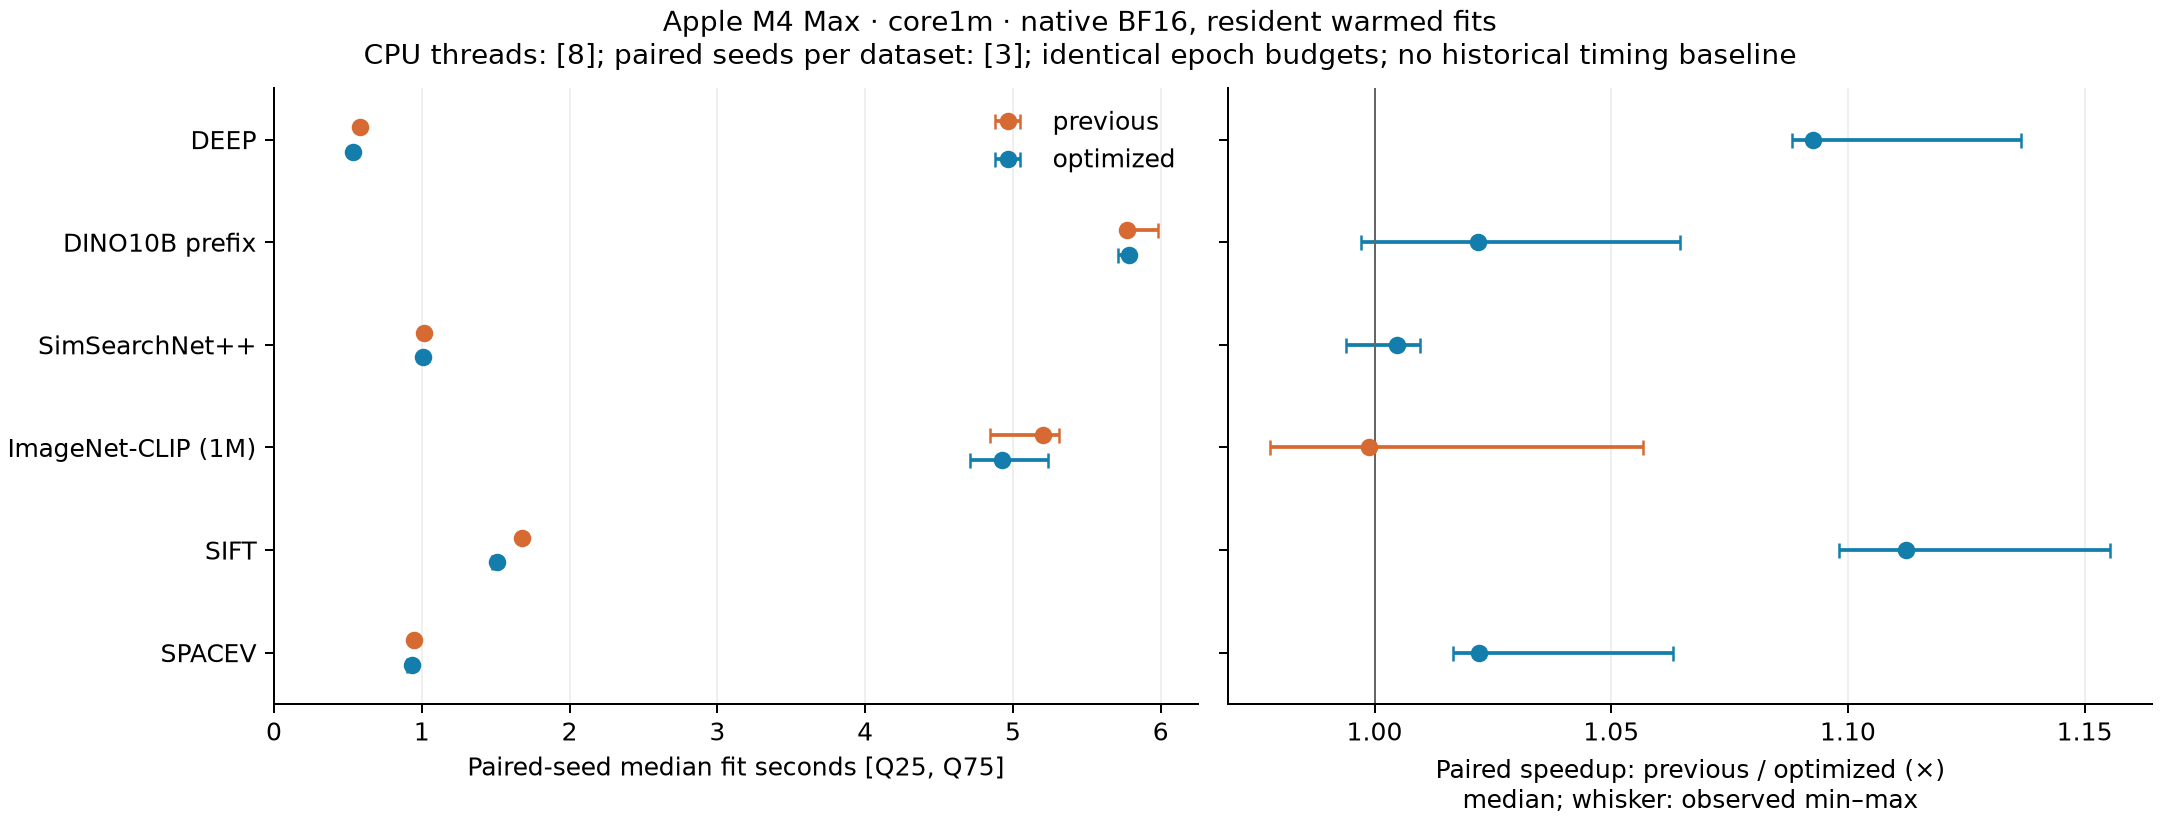 Apple M4 Max · core1m · native BF16, resident warmed fits
CPU threads: [8]; paired seeds per dataset: [3]; identical epoch budgets; no historical timing baseline
previous
optimized
DEEP
DINO10B prefix
SimSearchNet++
ImageNet-CLIP (1M)
SIFT
SPACEV
0 1 2 3 4 5 6
Paired-seed median fit seconds [Q25, Q75]
1.00 1.05 1.10 1.15
Paired speedup: previous / optimized (×)
median; whisker: observed min–max